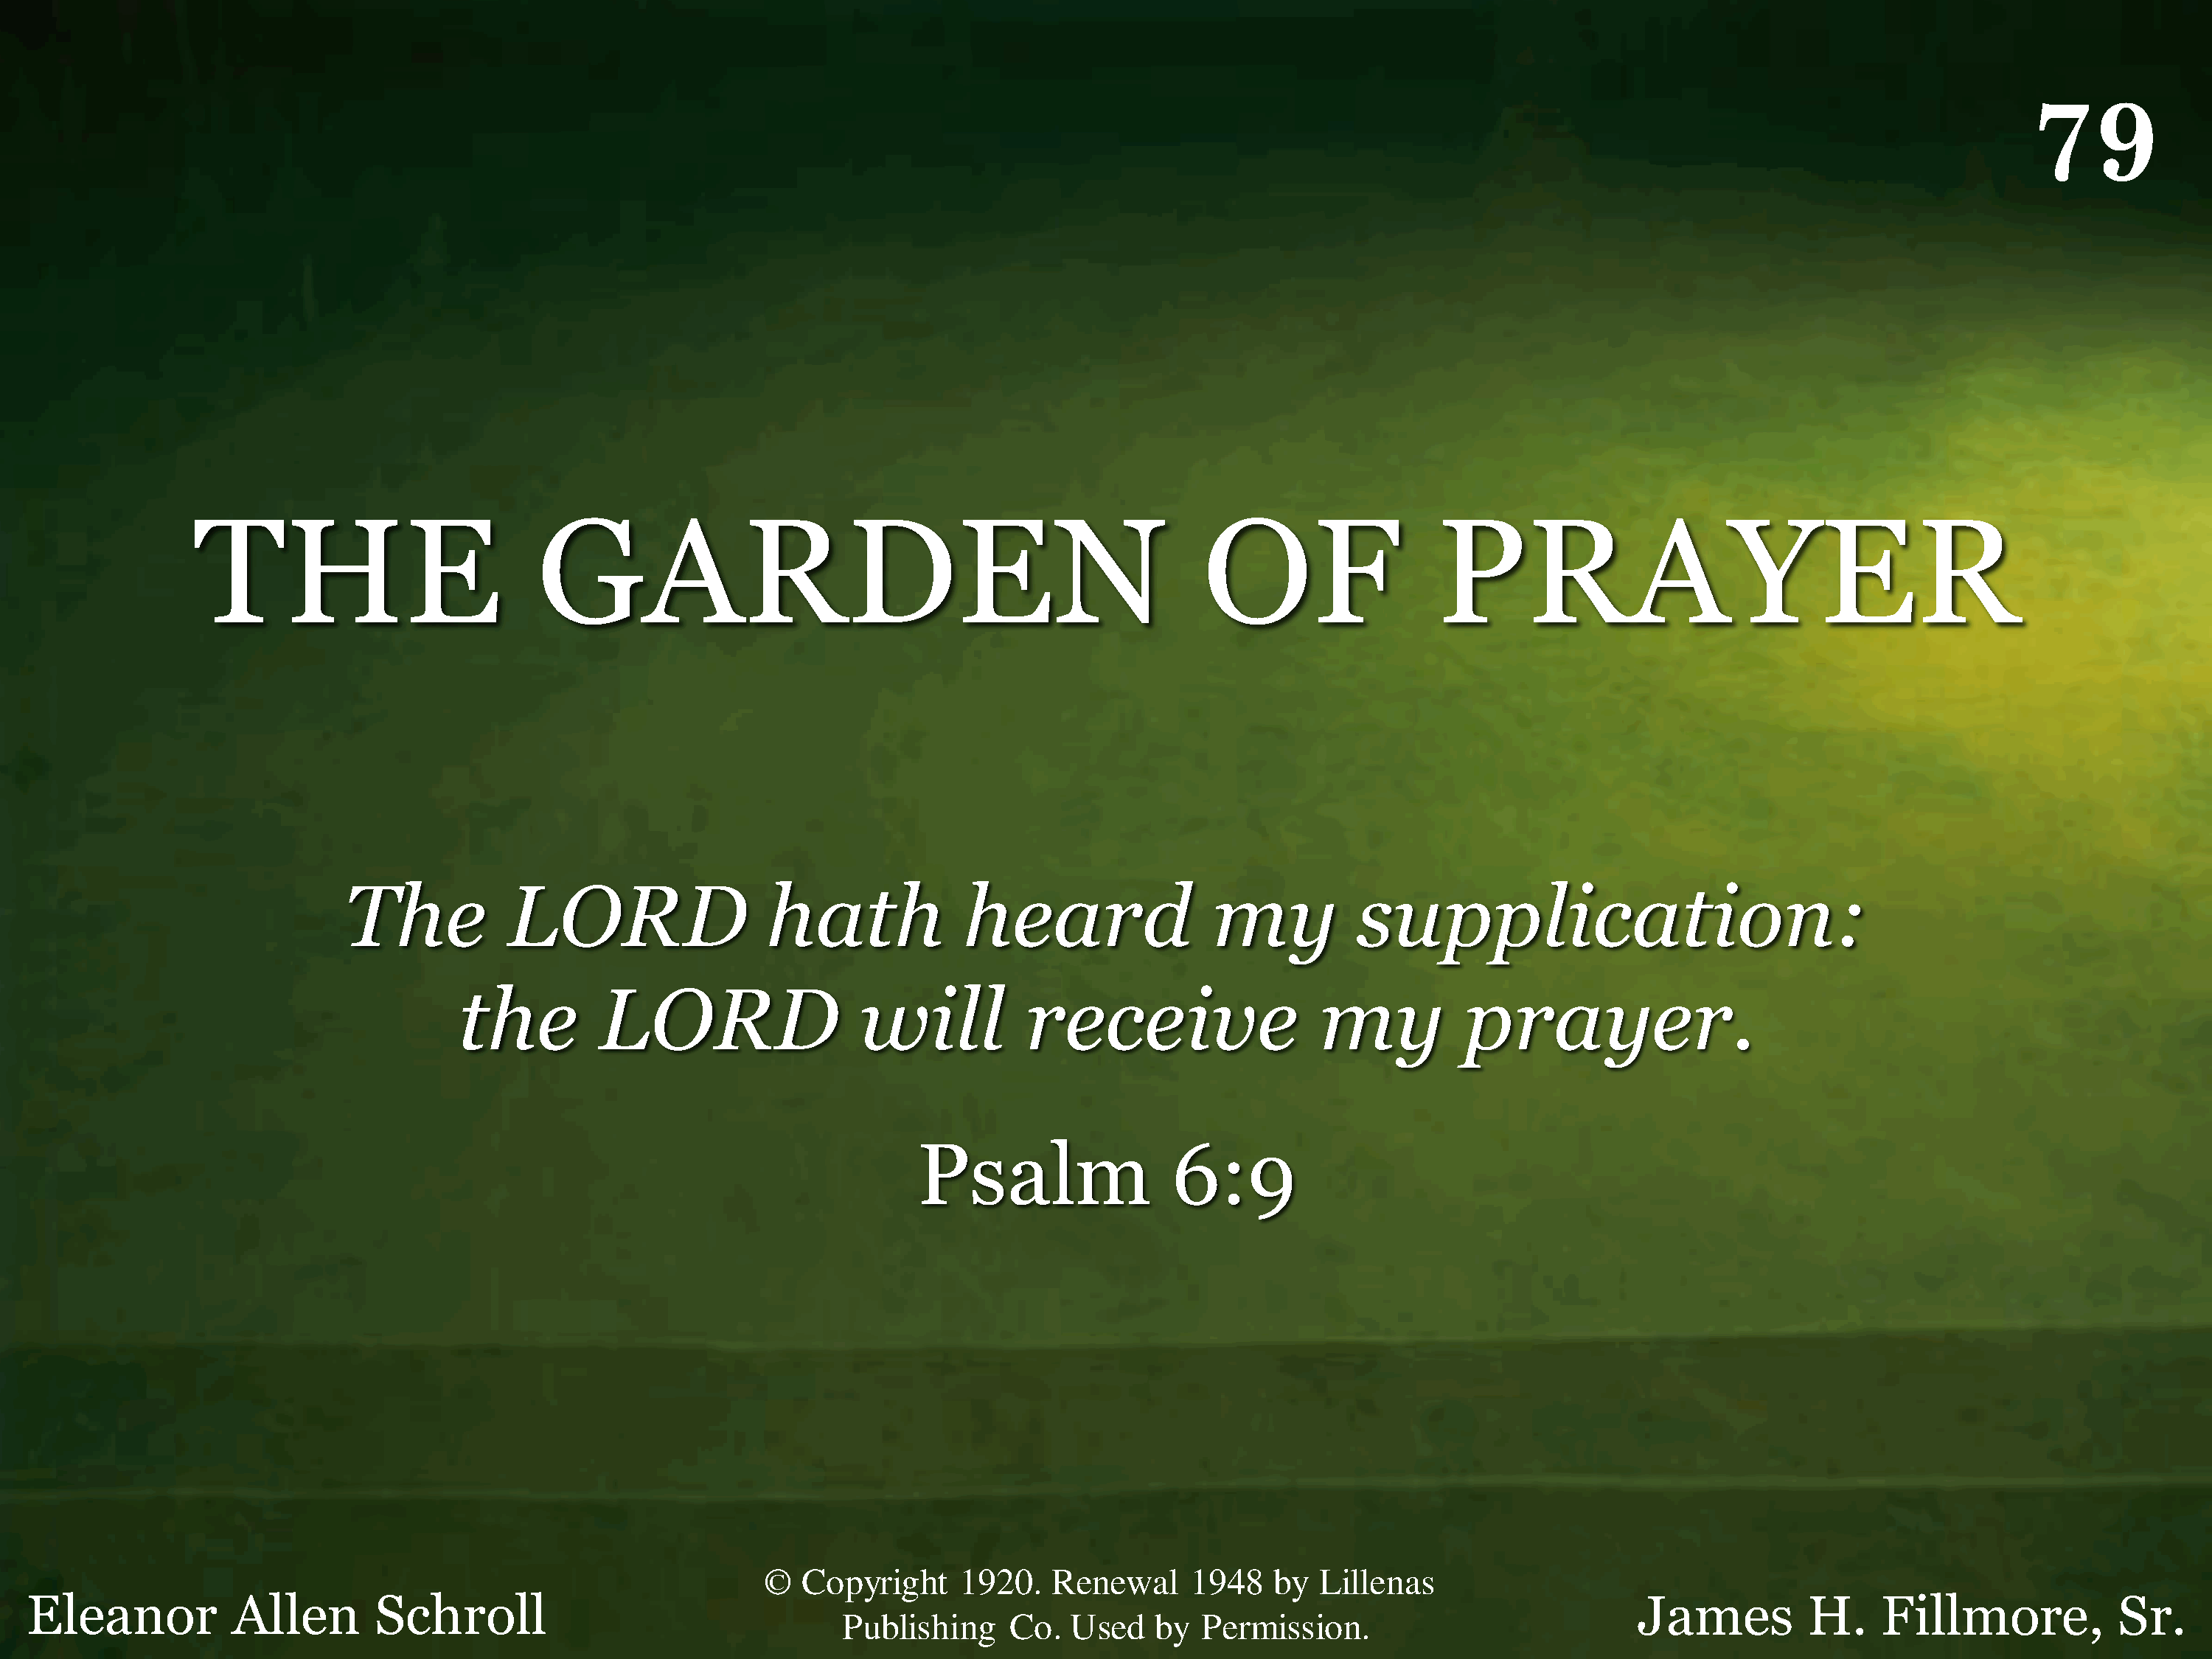 79
THE GARDEN OF PRAYER
The LORD hath heard my supplication:
the LORD will receive my prayer.
Psalm 6:9
Eleanor Allen Schroll
© Copyright 1920. Renewal 1948 by Lillenas
Publishing Co. Used by Permission.
James H. Fillmore, Sr.